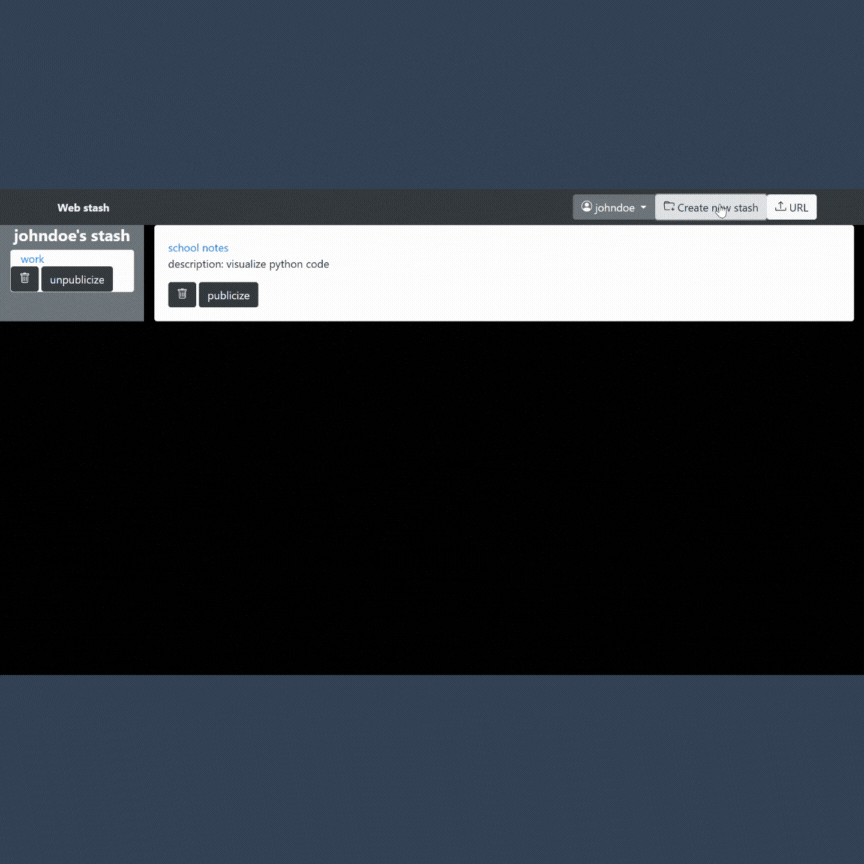 Web stash
johndoe
Create new stash
URL
johndoe's stash
work
unpublicize
school notes
description: visualize python code
publicize